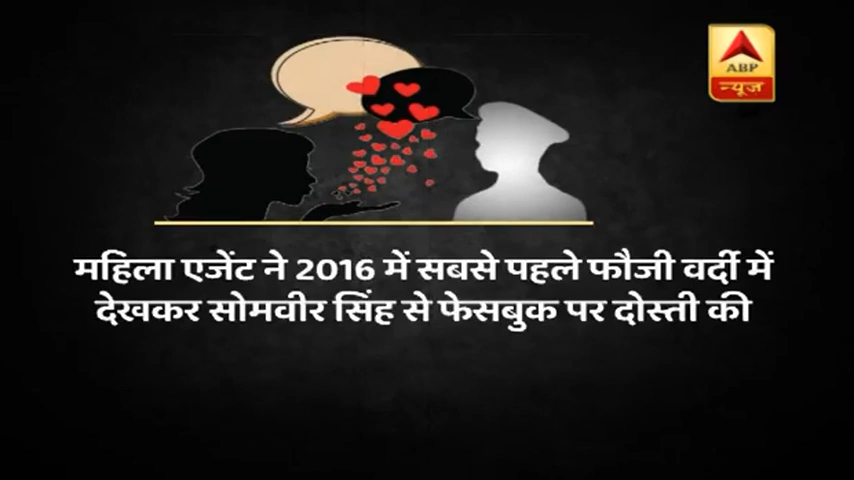 ABP
न्यूज़
महिला एजेंट ने 2016 में सबसे पहले फौजी वर्दी में
देखकर सोमवीर सिंह से फेसबुक पर दोस्ती की